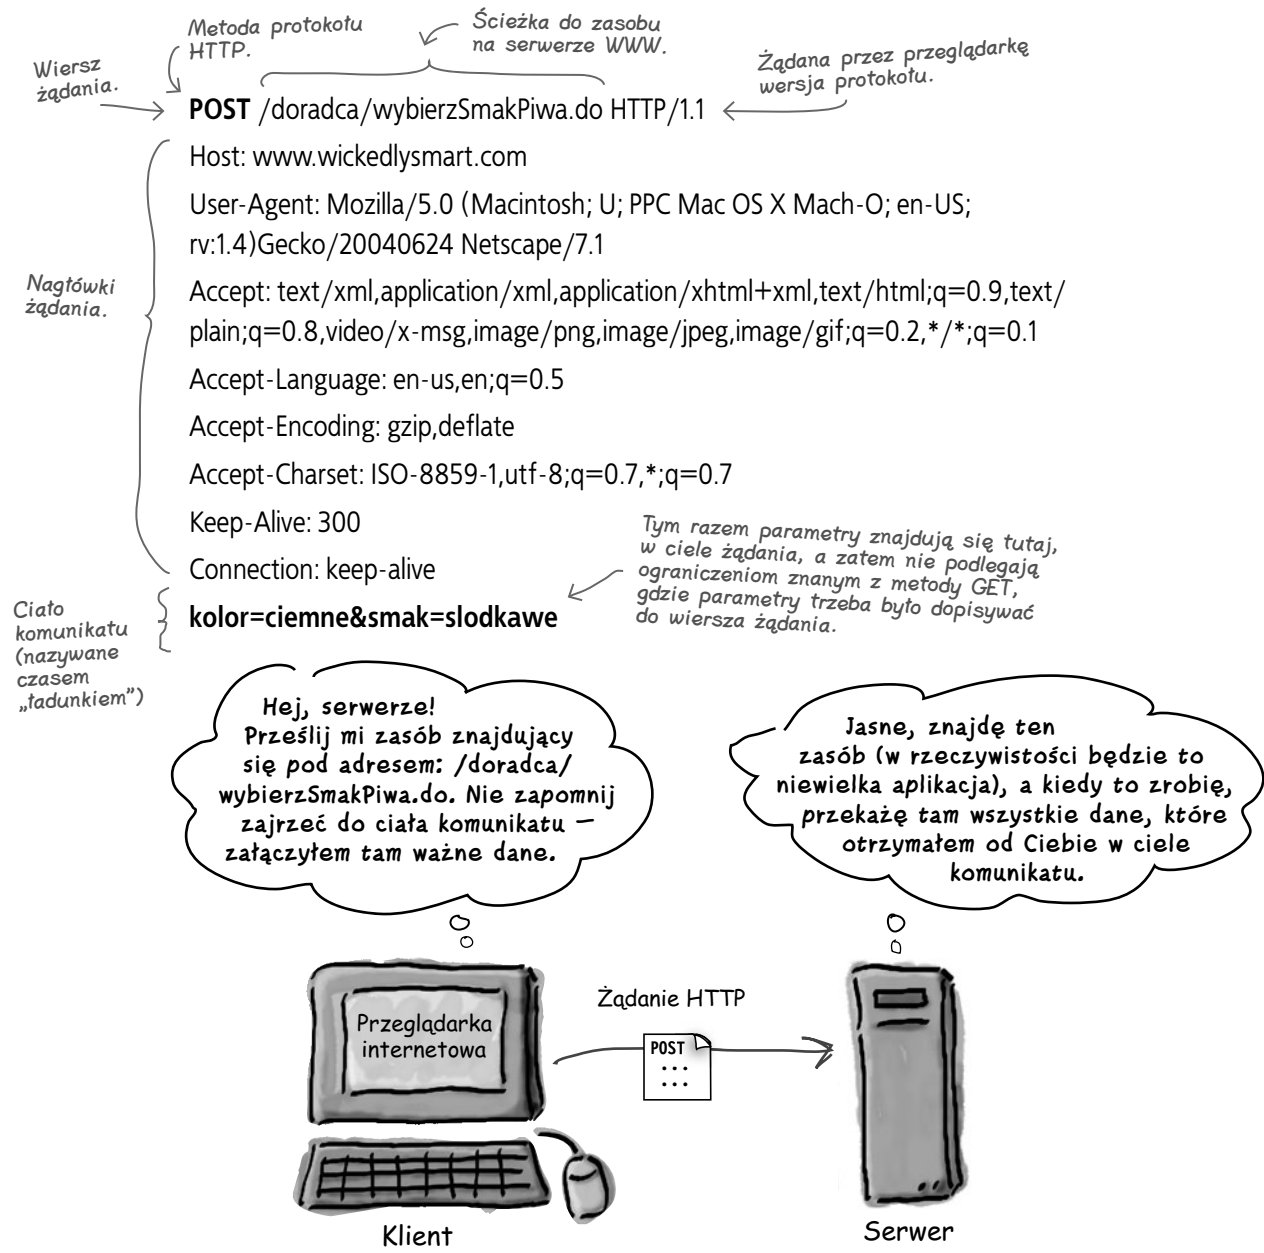 Metoda protokołu
HTTP.
Ścieżka do zasobu
na serwerze WWW.
Żądana przez przeglądarkę
wersja protokołu.
Wiersz
żądania.
POST /doradca/wybierzSmakPiwa.do HTTP/1.1
Host: www.wickedlysmart.com
User-Agent: Mozilla/5.0 (Macintosh; U; PPC Mac OS X Mach-O; en-US;
rv:1.4)Gecko/20040624 Netscape/7.1
Nagłówki
żądania.
Accept: text/xml,application/xml,application/xhtml+xml,text/html;q=0.9,text/
plain;q=0.8,video/x-msg,image/png,image/jpeg,image/gif;q=0.2,*/*;q=0.1
Accept-Language: en-us,en;q=0.5
Accept-Encoding: gzip,deflate
Accept-Charset: ISO-8859-1,utf-8;q=0.7,*;q=0.7
Keep-Alive: 300
Connection: keep-alive
Tym razem parametry znajdują się tutaj,
w ciele żądania, a zatem nie podlegają
ograniczeniom znanym z metody GET,
gdzie parametry trzeba było dopisywać
do wiersza żądania.
Ciało
komunikatu
(nazywane
czasem
„ładunkiem”)
kolor=ciemne&smak=slodkawe
Hej, serwerze!
Prześlij mi zasób znajdujący
się pod adresem: /doradca/
wybierzSmakPiwa.do. Nie zapomnij
zajrzeć do ciała komunikatu —
załączyłem tam ważne dane.
Jasne, znajdę ten
zasób (w rzeczywistości będzie to
niewielka aplikacja), a kiedy to zrobię,
przekażę tam wszystkie dane, które
otrzymałem od Ciebie w ciele
komunikatu.
Przeglądarka
internetowa
Żądanie HTTP
POST
...
...
Klient
Serwer